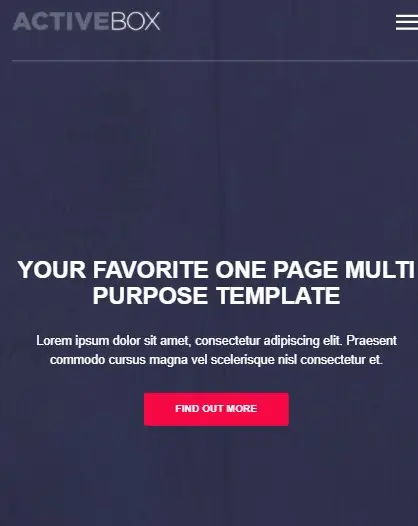 ACTIVEBOX
YOUR FAVORITE ONE PAGE MULTI
PURPOSE TEMPLATE
Lorem ipsum dolor sit amet, consectetur adipiscing elit. Praesent
commodo cursus magna vel scelerisque nisl consectetur et.
FIND OUT MORE